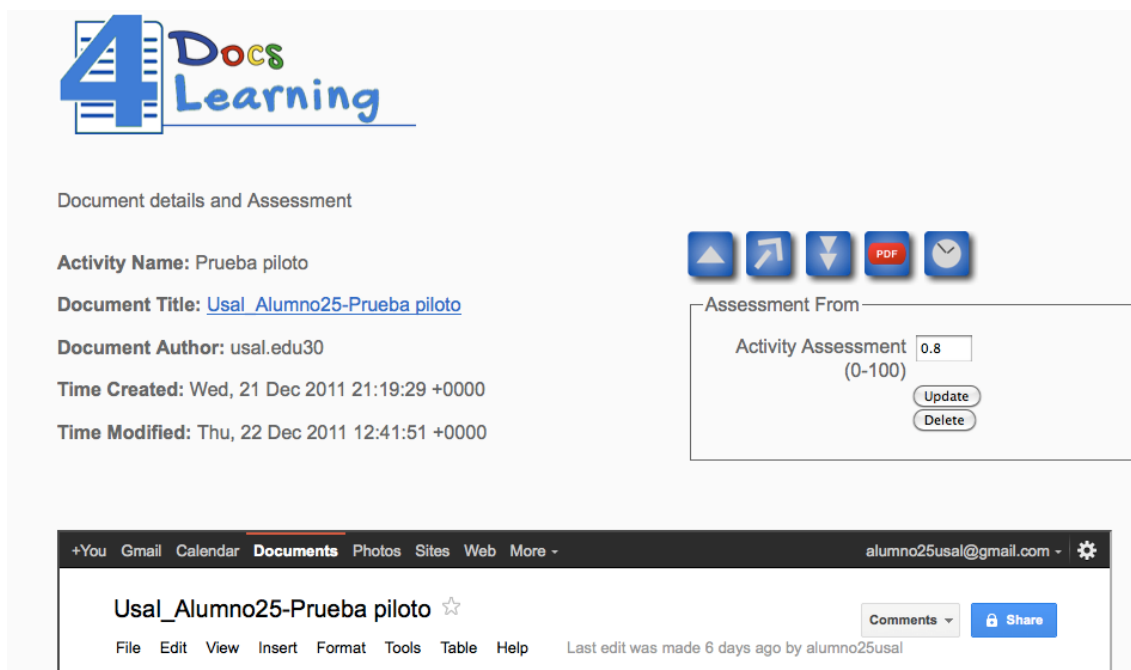 4 Docs
Learning
Document details and Assessment
Activity Name: Prueba piloto
Document Title: Usal_Alumno25-Prueba piloto
Document Author: usal.edu30
Time Created: Wed, 21 Dec 2011 21:19:29 +0000
Time Modified: Thu, 22 Dec 2011 12:41:51 +0000
PDF
Assessment From
Activity Assessment 0.8
(0-100)
Update
Delete
+You Gmail Calendar Documents Photos Sites Web More alumno25usal@gmail.com
Usal_Alumno25-Prueba piloto
Comments Share
File Edit View Insert Format Tools Table Help Last edit was made 6 days ago by alumno25usal